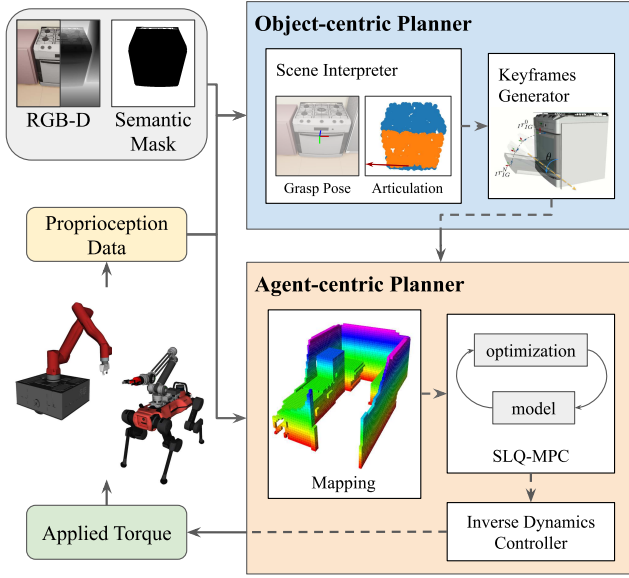 RGB-D
Semantic
Mask
Object-centric Planner
Scene Interpreter
Grasp Pose
Articulation
Keyframes
Generator
θ
Proprioception
Data
Agent-centric Planner
Mapping
optimization
model
SLQ-MPC
Inverse Dynamics
Controller
Applied Torque